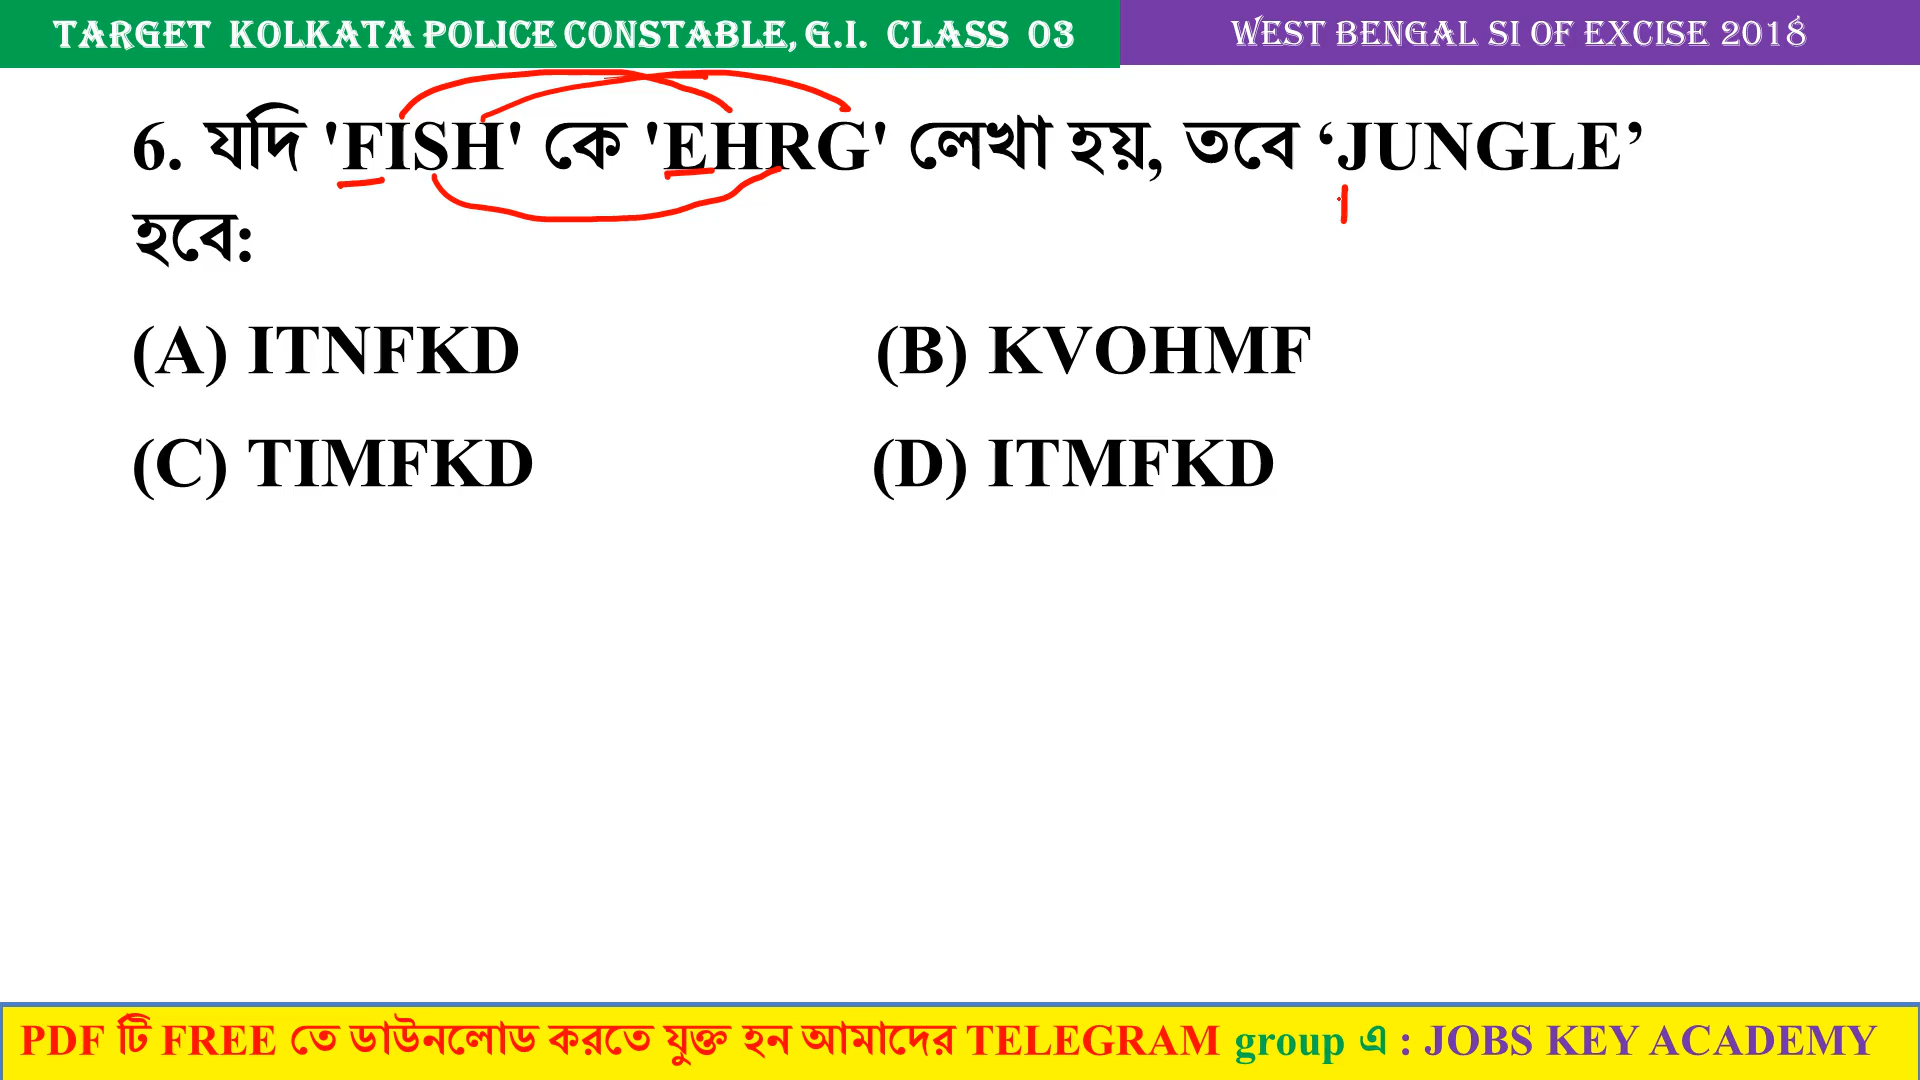 TARGET KOLKATA POLICE CONSTABLE, G.I. CLASS 03
WEST BENGAL SI OF EXCISE 2018
6. যদি 'FISH' কে 'EHRG' লেখা হয়, তবে ‘JUNGLE’
হবে:
(A) ITNFKD (B) KVOHMF
(C) TIMFKD (D) ITMFKD
PDF টি FREE তে ডাউনলোড করতে যুক্ত হন আমাদের TELEGRAM group এ : JOBS KEY ACADEMY